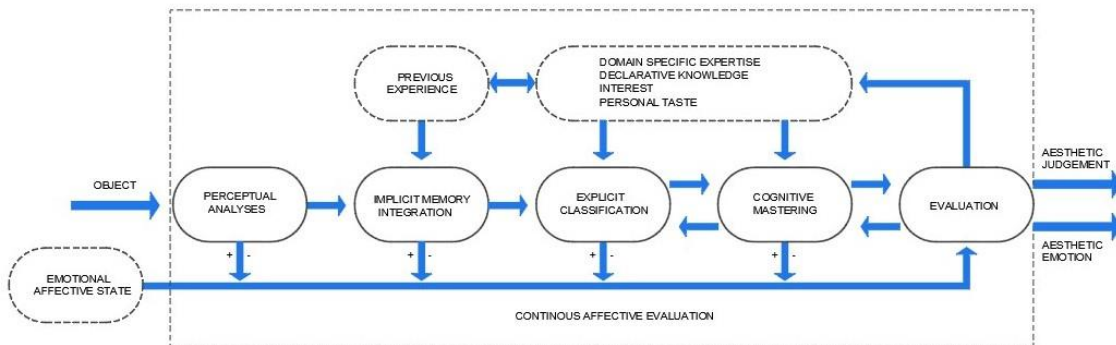 PREVIOUS
EXPERIENCE
DOMAIN SPECIFIC EXPERTISE
DECLARATIVE KNOWLEDGE
INTEREST
PERSONAL TASTE
OBJECT
PERCEPTUAL
ANALYSES
IMPLICIT MEMORY
INTEGRATION
EXPLICIT
CLASSIFICATION
COGNITIVE
MASTERING
EVALUATION
AESTHETIC
JUDGEMENT
AESTHETIC
EMOTION
+ -
+ -
+ -
+ -
EMOTIONAL
AFFECTIVE STATE
CONTINOUS AFFECTIVE EVALUATION